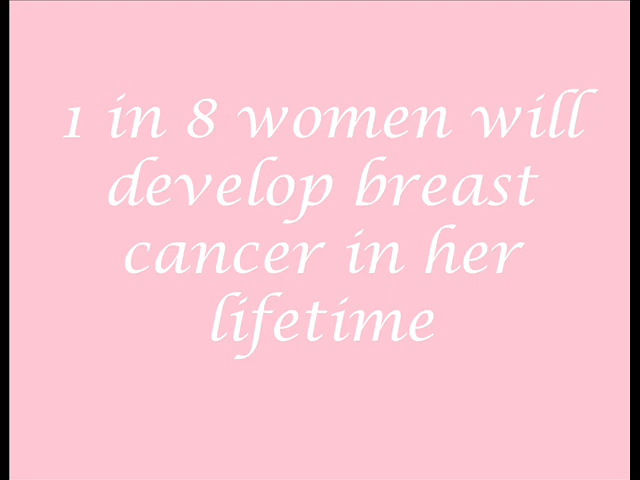 1 in 8 women will
develop breast
cancer in her
lifetime